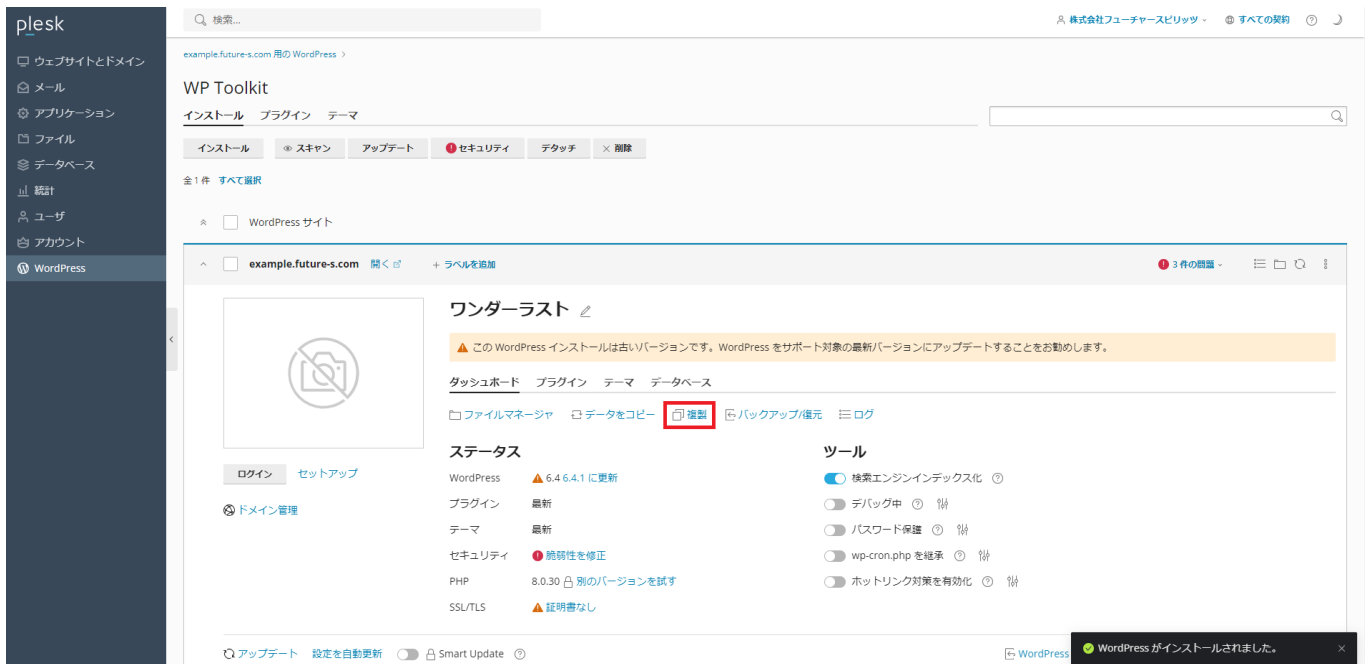 plesk
検索...
株式会社フューチャースピリッツ
すべての契約
ウェブサイトとドメイン
メール
アプリケーション
ファイル
データベース
統計
ユーザ
アカウント
WordPress
example.future-s.com 用の WordPress >
WP Toolkit
インストール プラグイン テーマ
インストール スキャン アップデート セキュリティ デタッチ 削除
全1件 すべて選択
WordPress サイト
example.future-s.com 開く + ラベルを追加 3 件の問題
ワンダーラスト
この WordPress インストールは古いバージョンです。WordPress をサポート対象の最新バージョンにアップデートすることをお勧めします。
ダッシュボード プラグイン テーマ データベース
ファイルマネージャ データをコピー 複製 バックアップ/復元 ログ
ログイン セットアップ
ドメイン管理
ステータス
WordPress 6.4 6.4.1 に更新
プラグイン 最新
テーマ 最新
セキュリティ 脆弱性を修正
PHP 8.0.30 別のバージョンを試す
SSL/TLS 証明書なし
ツール
検索エンジンインデックス化
デバッグ中
パスワード保護
wp-cron.php を継承
ホットリンク対策を有効化
アップデート 設定を自動更新 Smart Update
WordPress
WordPress がインストールされました。